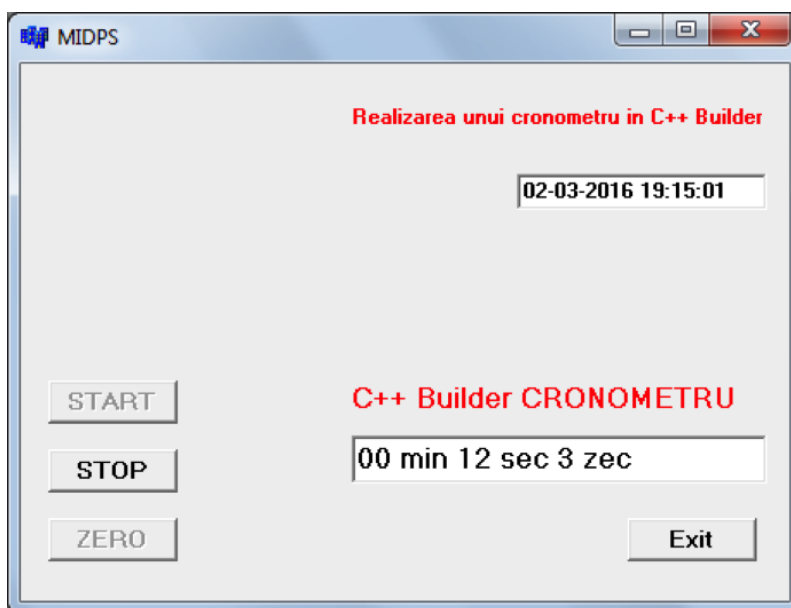 MIDPS
Realizarea unui cronometru in C++ Builder
02-03-2016 19:15:01
START
C++ Builder CRONOMETRU
STOP
00 min 12 sec 3 zec
ZERO
Exit